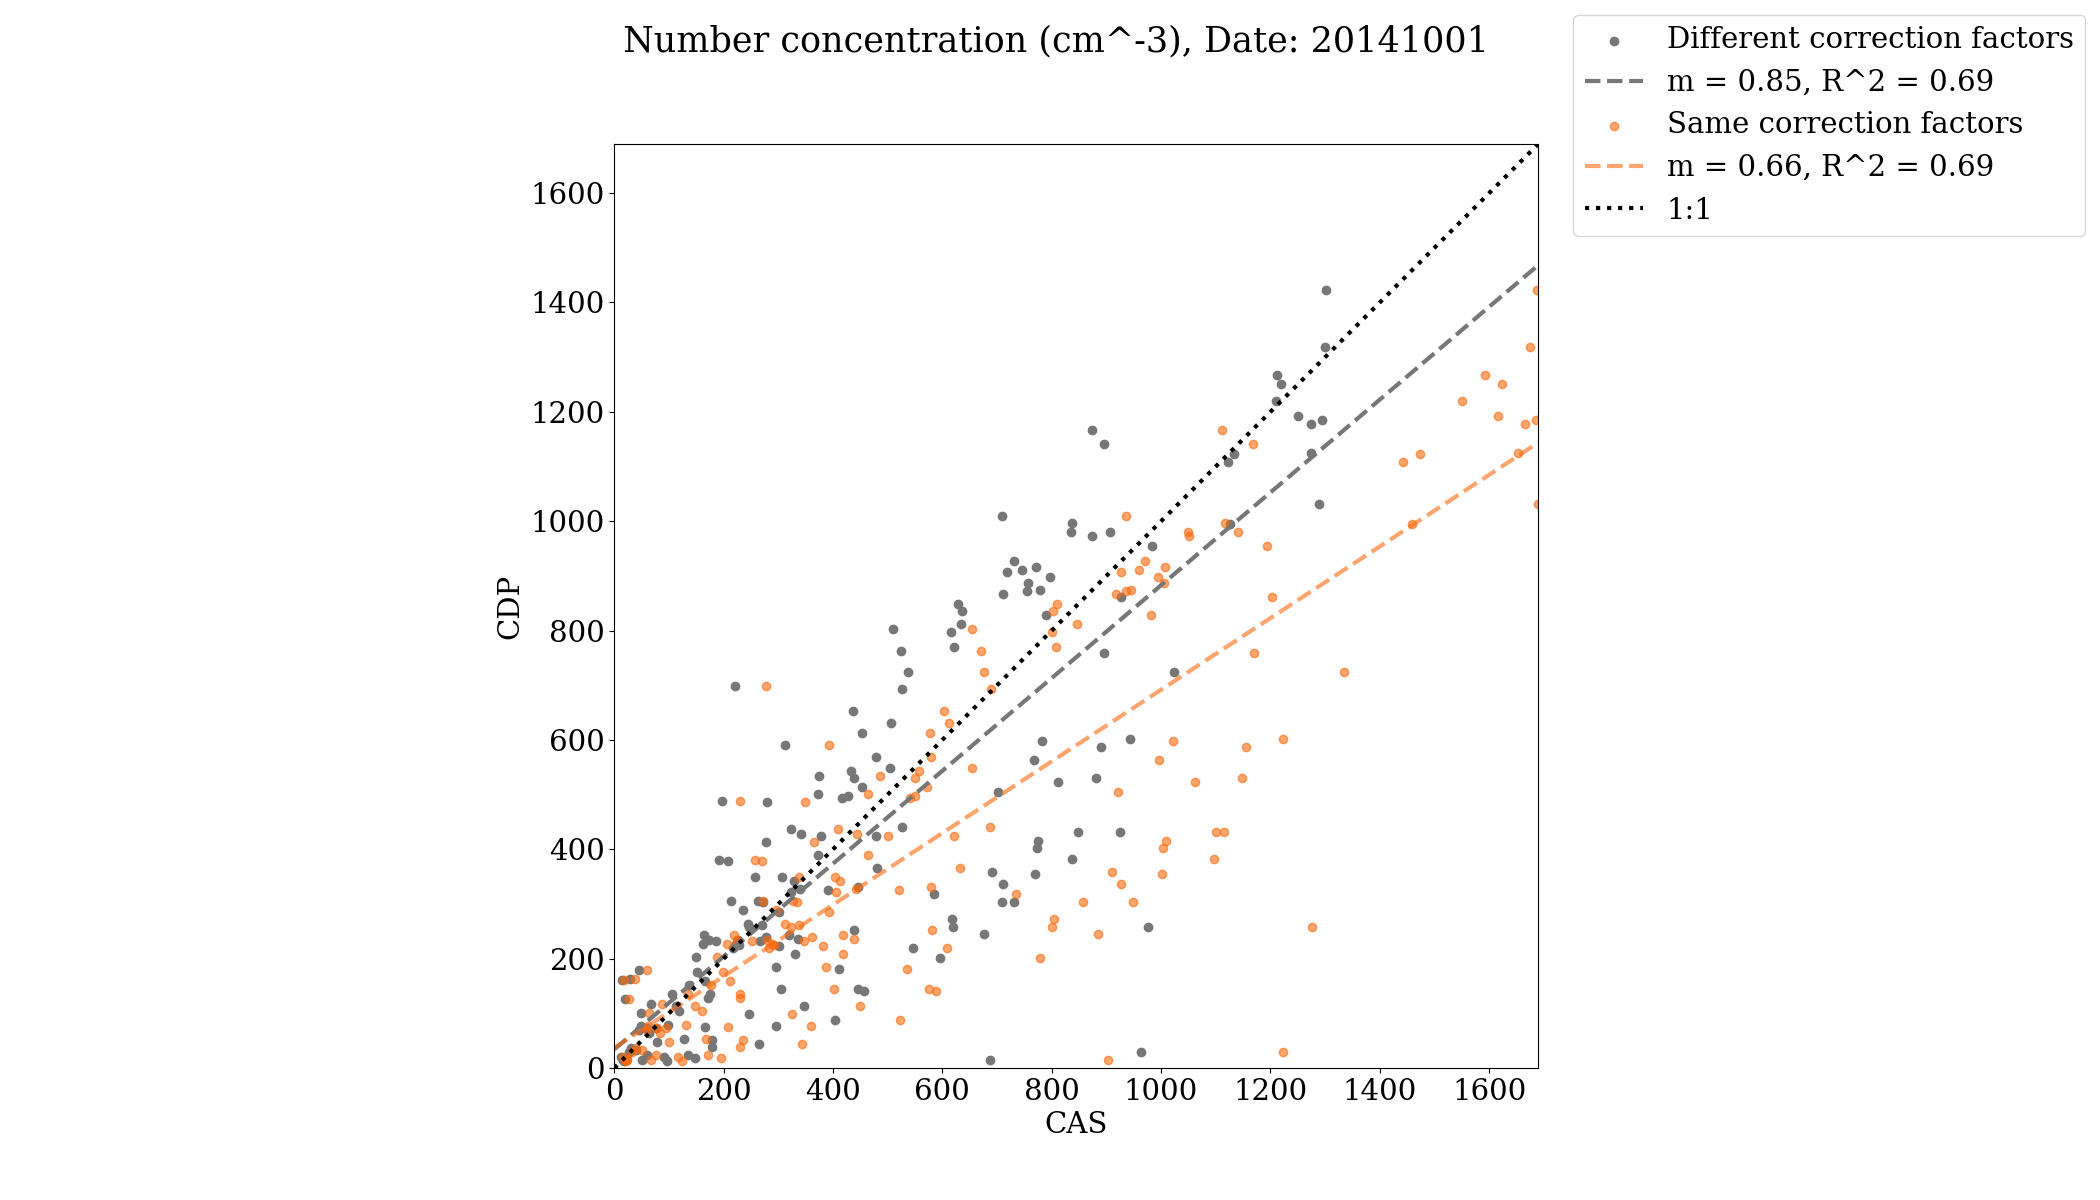 Number concentration (cm^-3), Date: 20141001
Different correction factors
m = 0.85, R^2 = 0.69
Same correction factors
m = 0.66, R^2 = 0.69
1:1
1600
1400
1200
1000
800
600
400
200
0
CDP
0 200 400 600 800 1000 1200 1400 1600
CAS